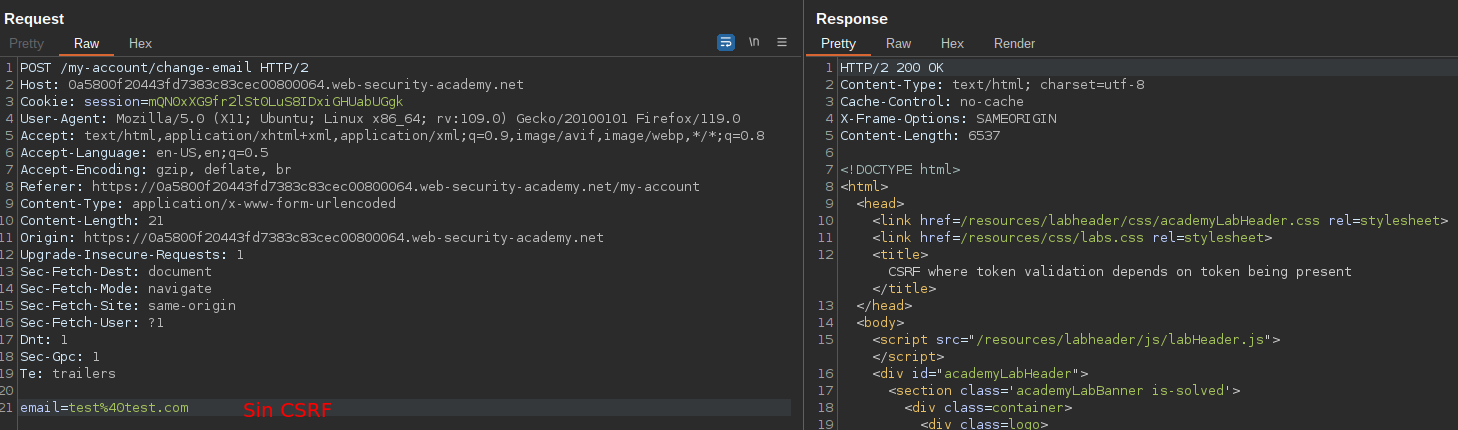 Request
Pretty Raw Hex
\n
1 POST /my-account/change-email HTTP/2
2 Host: 0a5800f20443fd7383c83cec00800064.web-security-academy.net
3 Cookie: session=mQNOxXG9fr2lSt0LuS8IDxiGHUabUGgk
4 User-Agent: Mozilla/5.0 (X11; Ubuntu; Linux x86_64; rv:109.0) Gecko/20100101 Firefox/119.0
5 Accept: text/html,application/xhtml+xml,application/xml;q=0.9,image/avif,image/webp,*/*;q=0.8
6 Accept-Language: en-US,en;q=0.5
7 Accept-Encoding: gzip, deflate, br
8 Referer: https://0a5800f20443fd7383c83cec00800064.web-security-academy.net/my-account
9 Content-Type: application/x-www-form-urlencoded
10 Content-Length: 21
11 Origin: https://0a5800f20443fd7383c83cec00800064.web-security-academy.net
12 Upgrade-Insecure-Requests: 1
13 Sec-Fetch-Dest: document
14 Sec-Fetch-Mode: navigate
15 Sec-Fetch-Site: same-origin
16 Sec-Fetch-User: ?1
17 Dnt: 1
18 Sec-Gpc: 1
19 Te: trailers
20
21 email=test%40test.com Sin CSRF
Response
Pretty Raw Hex Render
1 HTTP/2 200 OK
2 Content-Type: text/html; charset=utf-8
3 Cache-Control: no-cache
4 X-Frame-Options: SAMEORIGIN
5 Content-Length: 6537
6
7 <!DOCTYPE html>
8 <html>
9 <head>
10 <link href=/resources/labheader/css/academyLabHeader.css rel=stylesheet>
11 <link href=/resources/css/labs.css rel=stylesheet>
12 <title>
CSRF where token validation depends on token being present
</title>
13 </head>
14 <body>
15 <script src="/resources/labheader/js/labHeader.js">
</script>
16 <div id="academyLabHeader">
17 <section class='academyLabBanner is-solved'>
18 <div class=container>
19 <div class=logo>